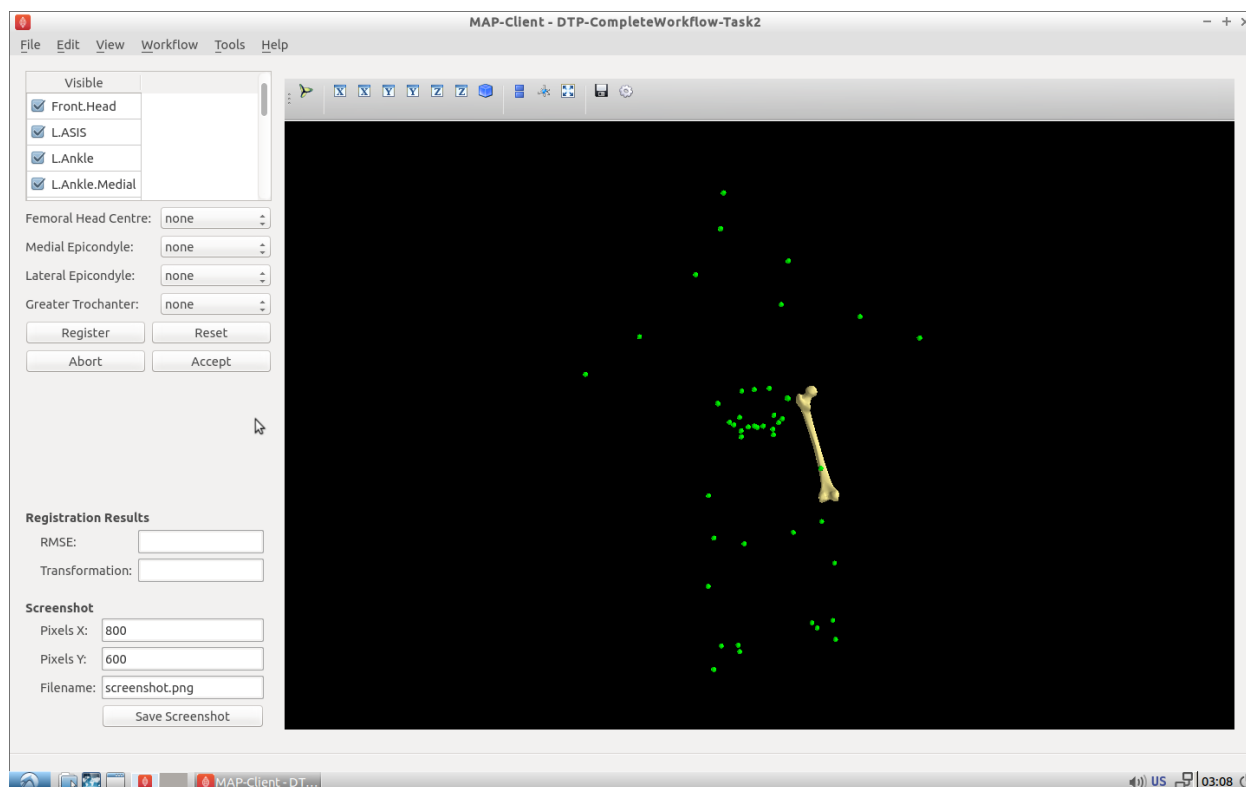 MAP-Client - DTP-CompleteWorkflow-Task2
File Edit View Workflow Tools Help
Visible
Front.Head
L.ASIS
L.Ankle
L.Ankle.Medial
X X Y Y Z Z
Femoral Head Centre: none
Medial Epicondyle: none
Lateral Epicondyle: none
Greater Trochanter: none
Register Reset
Abort Accept
Registration Results
RMSE:
Transformation:
Screenshot
Pixels X: 800
Pixels Y: 600
Filename: screenshot.png
Save Screenshot
MAP-Client - DT... US 03:08